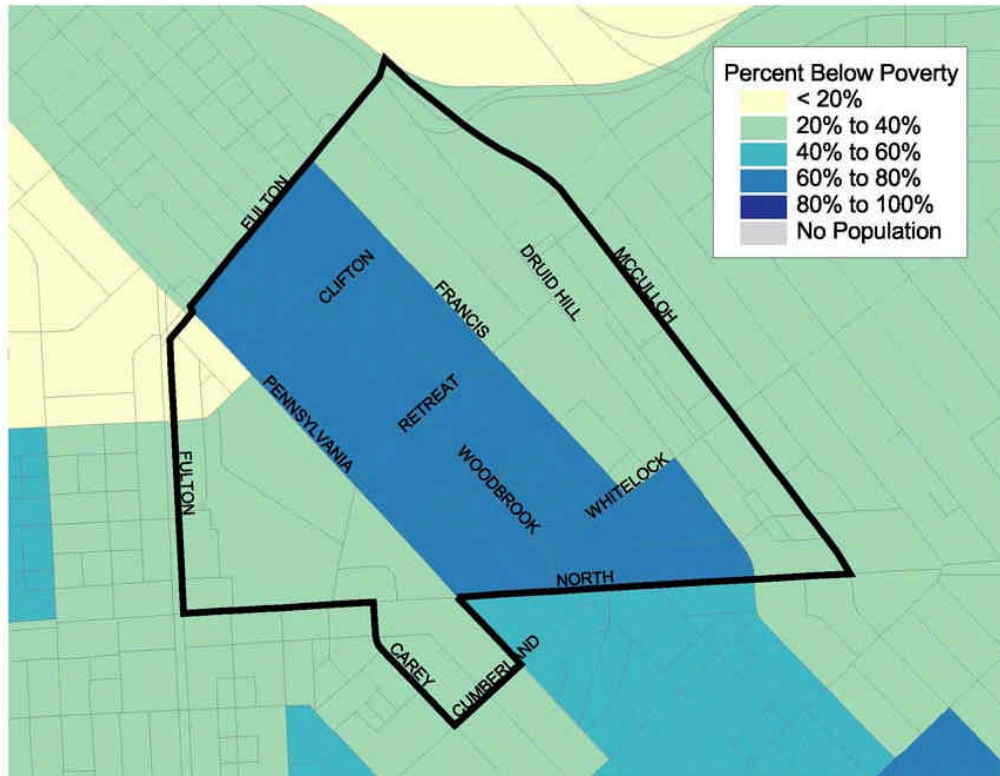 Percent Below Poverty
< 20%
20% to 40%
40% to 60%
60% to 80%
80% to 100%
No Population
FULTON
CLIFTON
FRANCIS
DRUID HILL
MCCULLOH
PENNSYLVANIA
RETREAT
WOODBROOK
WHITELOCK
FULTON
NORTH
CAREY
CUMBERLAND